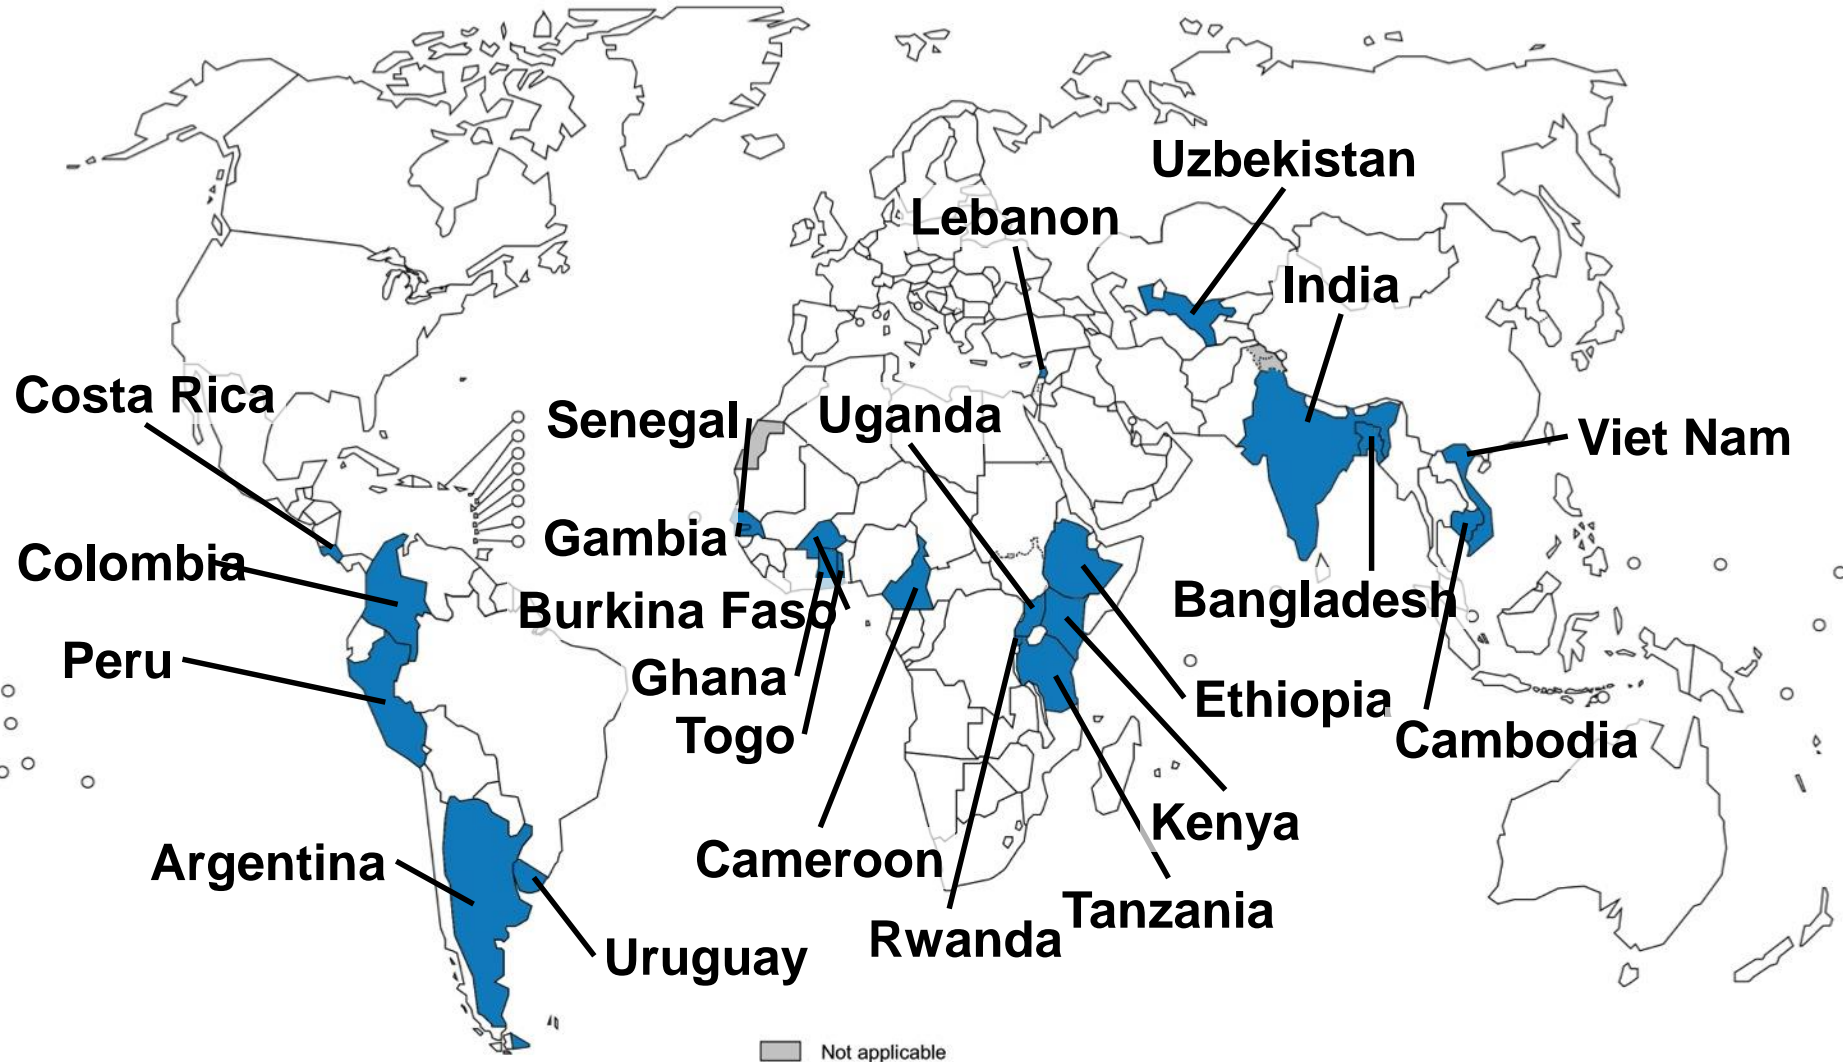 Uzbekistan
Lebanon
India
Costa Rica
Senegal
Uganda
Viet Nam
Gambia
Colombia
Burkina Faso
Bangladesh
Peru
Ghana
Ethiopia
Togo
Cambodia
Kenya
Argentina
Cameroon
Tanzania
Rwanda
Uruguay
Not applicable